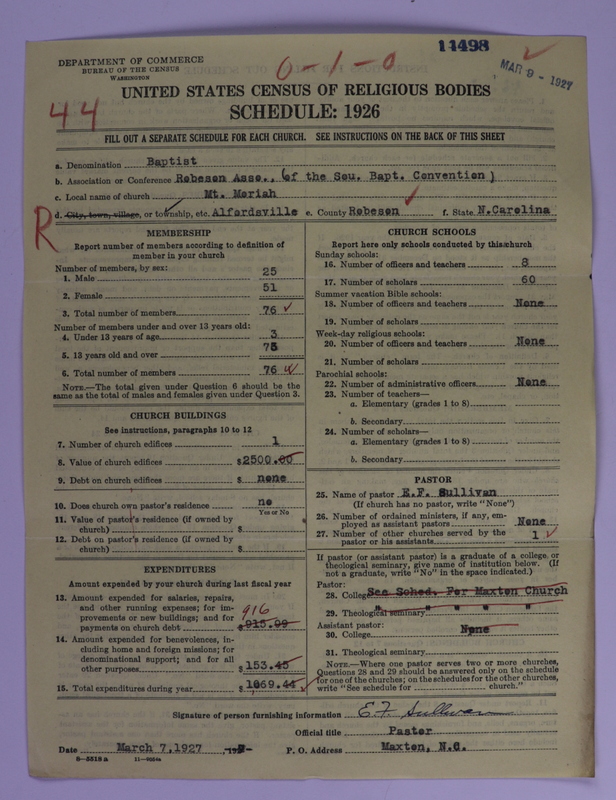 11498
DEPARTMENT OF COMMERCE
BUREAU OF THE CENSUS
WASHINGTON
0-1-0
MAR 9 - 1927
UNITED STATES CENSUS OF RELIGIOUS BODIES
44
SCHEDULE: 1926
FILL OUT A SEPARATE SCHEDULE FOR EACH CHURCH. SEE INSTRUCTIONS ON THE BACK OF THIS SHEET
a. Denomination Baptist
b. Association or Conference Robeson Asso., (of the Sou. Bapt. Convention)
c. Local name of church Mt. Moriah
R
d. City, town, village, or township, etc. Alfordsville e. County Robeson f. State N.Carolina
MEMBERSHIP
Report number of members according to definition of
member in your church
Number of members, by sex:
1. Male 25
2. Female 51
3. Total number of members 76
Number of members under and over 13 years old:
4. Under 13 years of age 3
5. 13 years old and over 73
6. Total number of members 76
NOTE.—The total given under Question 6 should be the
same as the total of males and females given under Question 3.
CHURCH BUILDINGS
See instructions, paragraphs 10 to 12
7. Number of church edifices 1
8. Value of church edifices $2500.00
9. Debt on church edifices $ none
10. Does church own pastor's residence no
Yes or No
11. Value of pastor's residence (if owned by
church) $
12. Debt on pastor's residence (if owned by
church) $
EXPENDITURES
Amount expended by your church during last fiscal year
13. Amount expended for salaries, repairs,
and other running expenses; for im-
provements or new buildings; and for
payments on church debt $915.99
916
14. Amount expended for benevolences, in-
cluding home and foreign missions; for
denominational support; and for all
other purposes $153.45
15. Total expenditures during year $1069.44
CHURCH SCHOOLS
Report here only schools conducted by this church
Sunday schools:
16. Number of officers and teachers 8
17. Number of scholars 60
Summer vacation Bible schools:
18. Number of officers and teachers None
19. Number of scholars
Week-day religious schools:
20. Number of officers and teachers None
21. Number of scholars
Parochial schools:
22. Number of administrative officers None
23. Number of teachers—
a. Elementary (grades 1 to 8)
b. Secondary
24. Number of scholars—
a. Elementary (grades 1 to 8)
b. Secondary
PASTOR
25. Name of pastor E.F. Sullivan
(If church has no pastor, write "None")
26. Number of ordained ministers, if any, em-
ployed as assistant pastors None
27. Number of other churches served by the
pastor or his assistants 1
If pastor (or assistant pastor) is a graduate of a college or
theological seminary, give name of institution below. (If
not a graduate, write "No" in the space indicated.)
Pastor:
28. College See Sched. For Maxton Church
29. Theological seminary " " " " "
Assistant pastor:
30. College None
31. Theological seminary
NOTE.—Where one pastor serves two or more churches,
Questions 28 and 29 should be answered only on the schedule
for one of the churches; on the schedules for the other churches,
write "See schedule for ______ church."
Signature of person furnishing information E.F. Sullivan
Official title Pastor
Date March 7,1927 P. O. Address Maxton, N.C.
8—5518 a 11—9054a